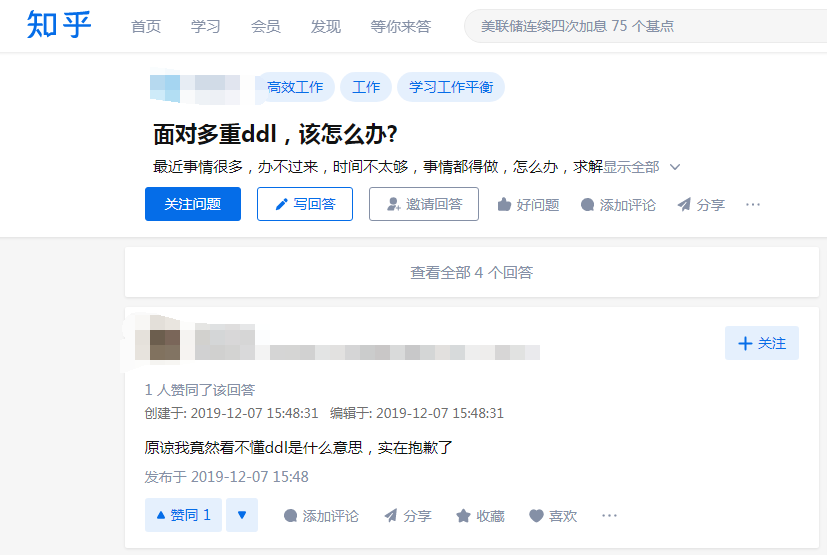 知乎 首页 学习 会员 发现 等你来答 美联储连续四次加息 75 个基点
高效工作 工作 学习工作平衡
面对多重ddl，该怎么办?
最近事情很多，办不过来，时间不太够，事情都得做，怎么办，求解显示全部
关注问题 写回答 邀请回答 好问题 添加评论 分享 ···
查看全部 4 个回答
+ 关注
1 人赞同了该回答
创建于: 2019-12-07 15:48:31 编辑于: 2019-12-07 15:48:31
原谅我竟然看不懂ddl是什么意思，实在抱歉了
发布于 2019-12-07 15:48
赞同 1 添加评论 分享 收藏 喜欢 ···